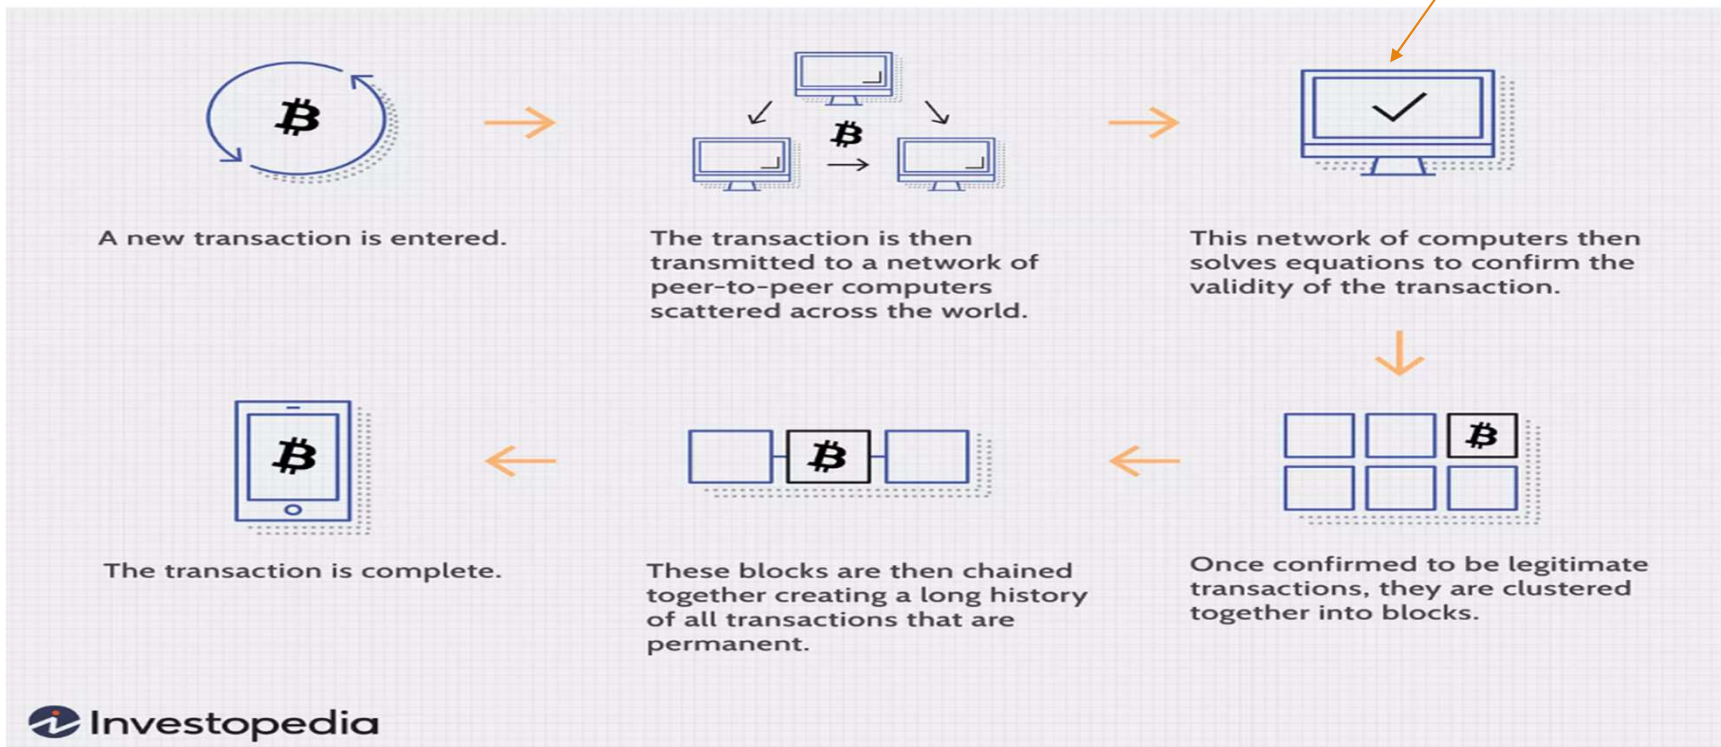 A new transaction is entered.
The transaction is then
transmitted to a network of
peer-to-peer computers
scattered across the world.
This network of computers then
solves equations to confirm the
validity of the transaction.
Once confirmed to be legitimate
transactions, they are clustered
together into blocks.
These blocks are then chained
together creating a long history
of all transactions that are
permanent.
The transaction is complete.
Investopedia